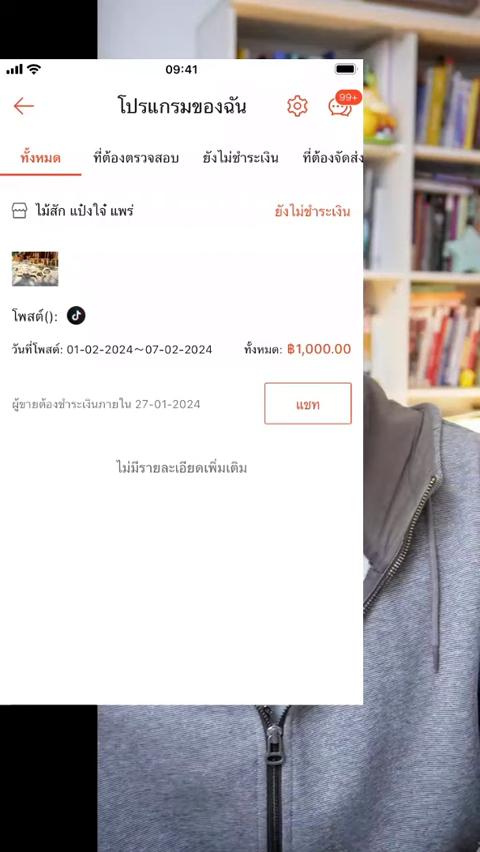 09:41
โปรแกรมของฉัน
99+
ทั้งหมด ที่ต้องตรวจสอบ ยังไม่ชำระเงิน ที่ต้องจัดส่ง
ไม้สัก แป๋งใจ๋ แพร่ ยังไม่ชำระเงิน
โพสต์():
วันที่โพสต์: 01-02-2024～07-02-2024 ทั้งหมด: ฿1,000.00
ผู้ขายต้องชำระเงินภายใน 27-01-2024 แชท
ไม่มีรายละเอียดเพิ่มเติม